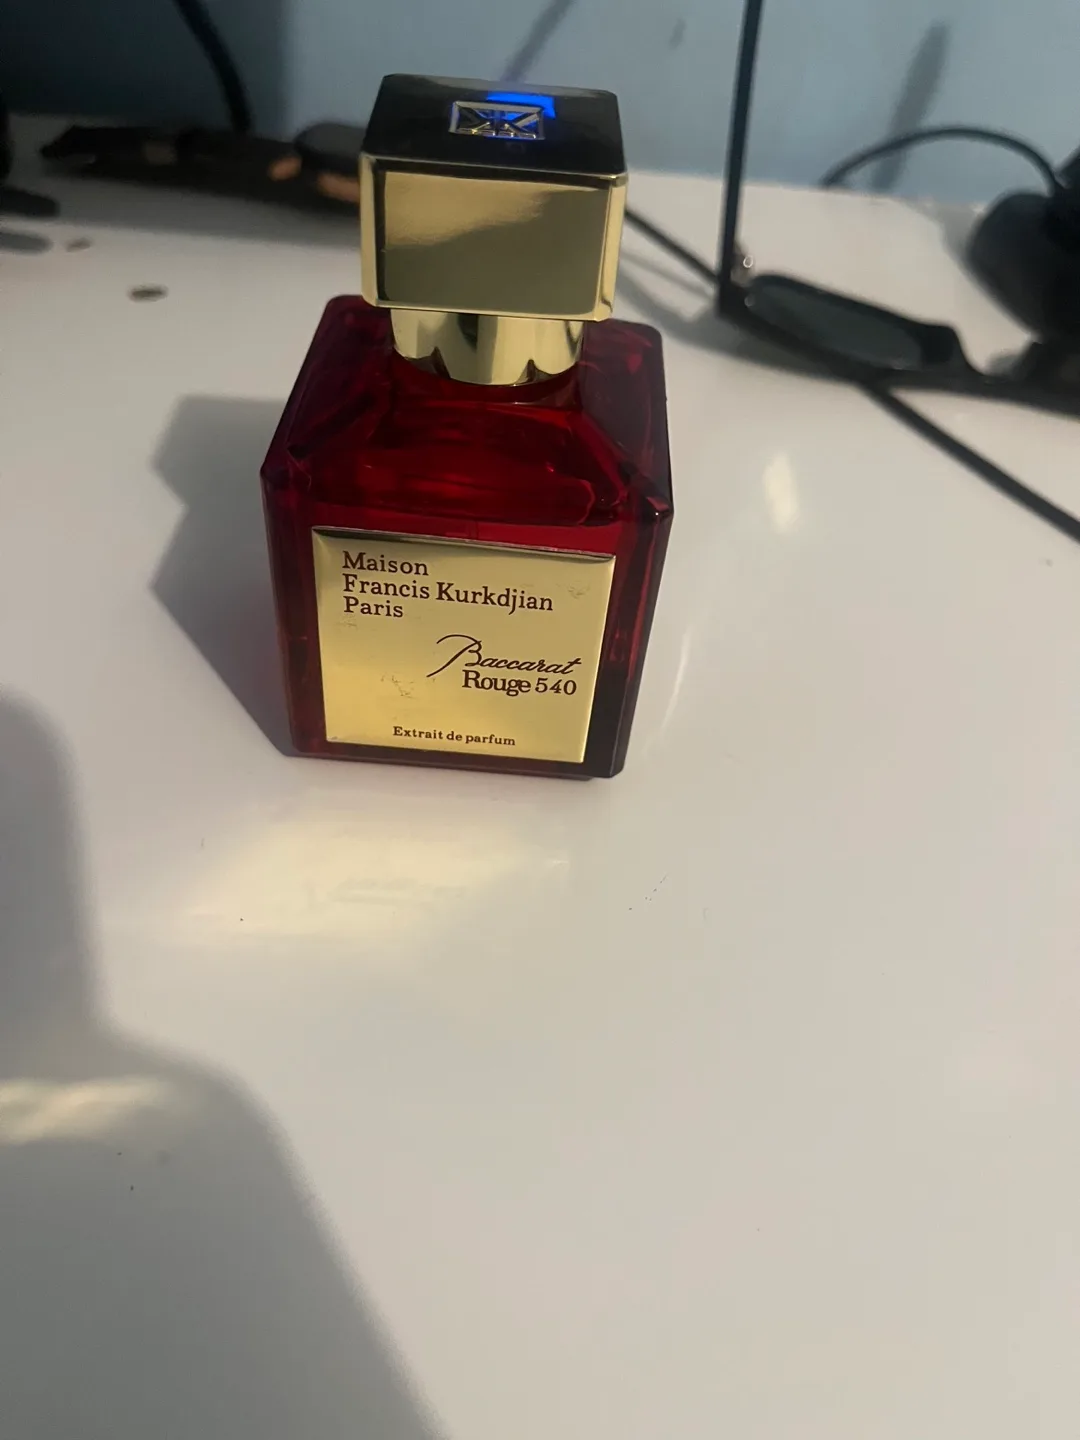 Maison
Francis Kurkdjian
Paris
Baccarat
Rouge 540
Extrait de parfum